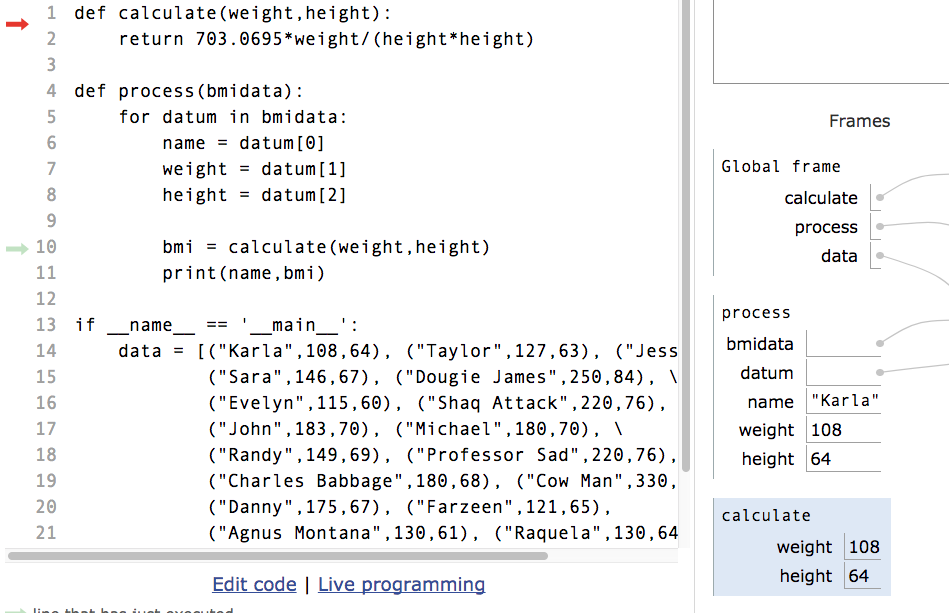 1 def calculate(weight,height):
2 return 703.0695*weight/(height*height)
3
4 def process(bmidata):
5 for datum in bmidata:
6 name = datum[0]
7 weight = datum[1]
8 height = datum[2]
9
10 bmi = calculate(weight,height)
11 print(name,bmi)
12
13 if __name__ == '__main__':
14 data = [("Karla",108,64), ("Taylor",127,63), ("Jess
15 ("Sara",146,67), ("Dougie James",250,84), \
16 ("Evelyn",115,60), ("Shaq Attack",220,76),
17 ("John",183,70), ("Michael",180,70), \
18 ("Randy",149,69), ("Professor Sad",220,76),
19 ("Charles Babbage",180,68), ("Cow Man",330,
20 ("Danny",175,67), ("Farzeen",121,65),
21 ("Agnus Montana",130,61), ("Raquela",130,64
Edit code | Live programming
line that has just executed
Frames
Global frame
calculate
process
data
process
bmidata
datum
name "Karla"
weight 108
height 64
calculate
weight 108
height 64